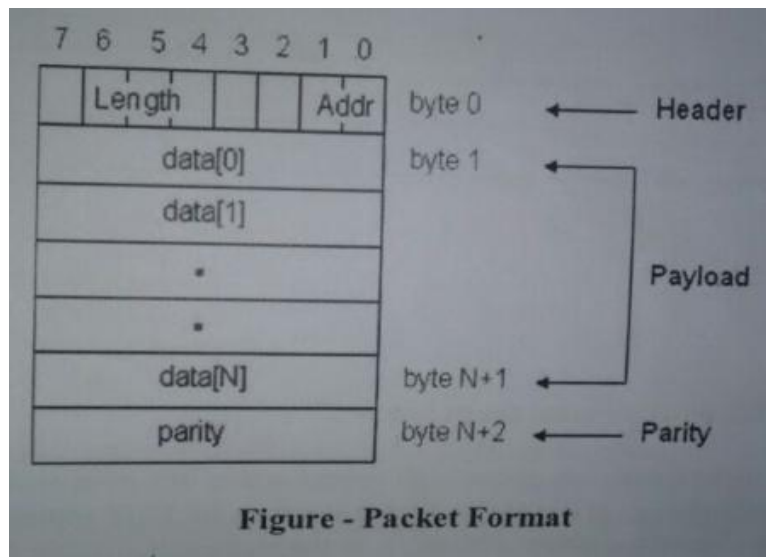 7 6 5 4 3 2 1 0
Length Addr byte 0 Header
data[0] byte 1
data[1]
Payload
data[N] byte N+1
parity byte N+2 Parity
Figure - Packet Format